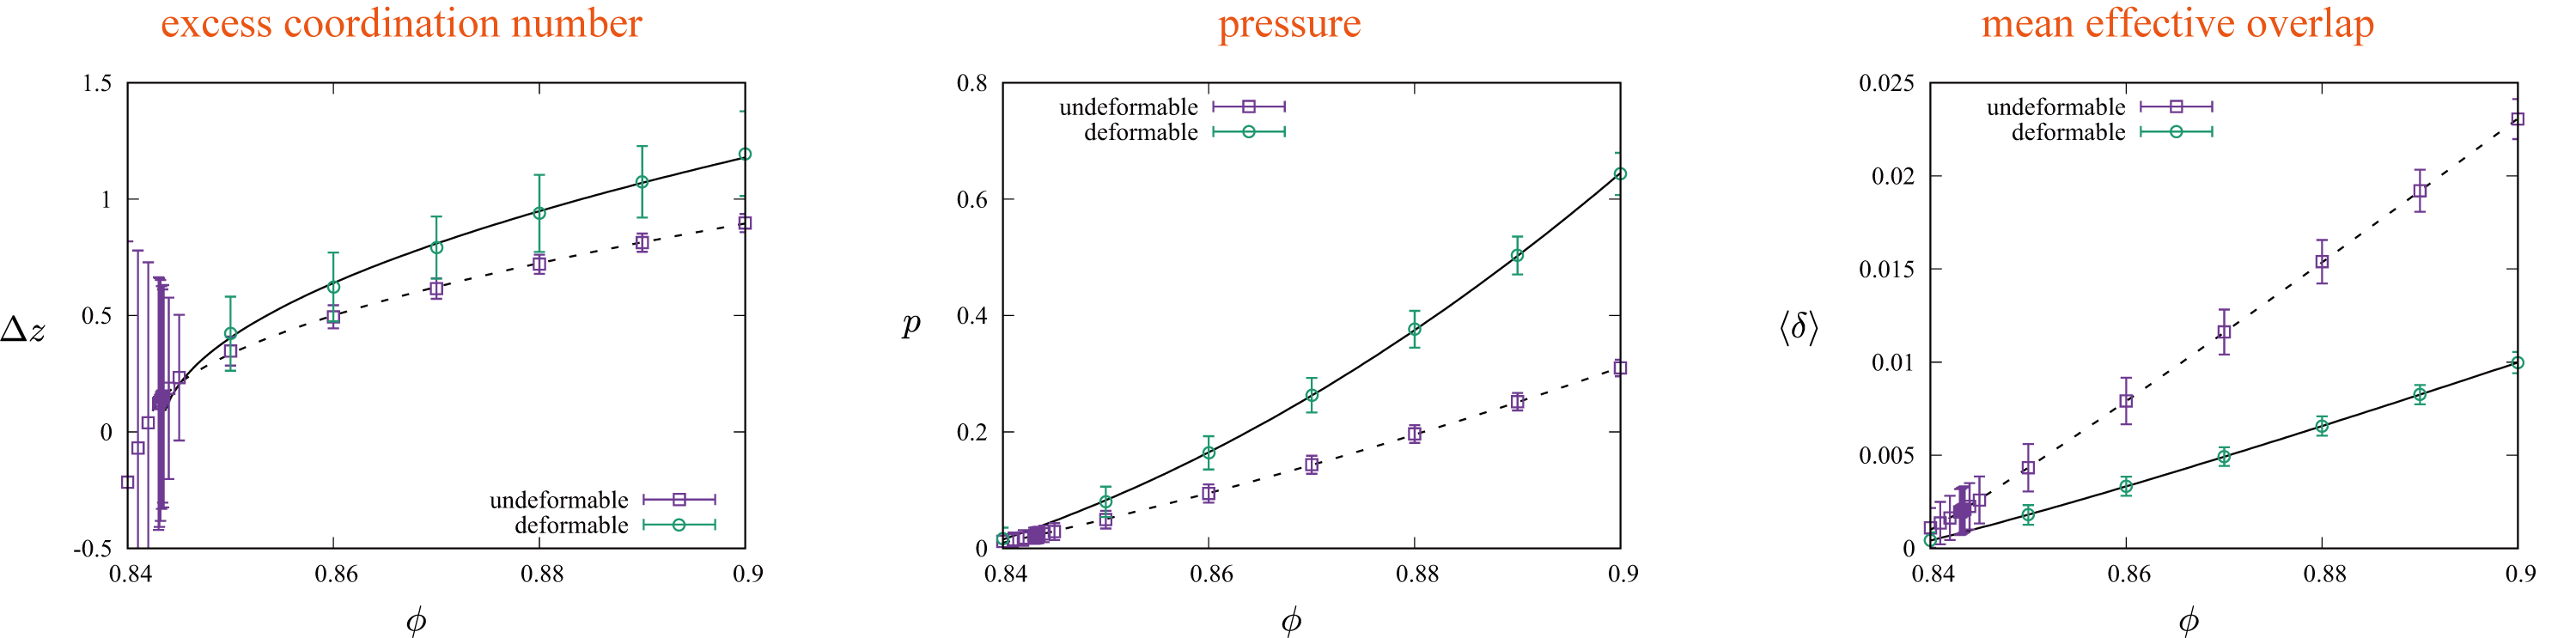 excess coordination number
1.5
1
0.5
0
-0.5
Δz
undeformable
deformable
0.84 0.86 0.88 0.9
ϕ
pressure
0.8
0.6
0.4
0.2
0
p
undeformable
deformable
0.84 0.86 0.88 0.9
ϕ
mean effective overlap
0.025
0.02
0.015
0.01
0.005
0
⟨δ⟩
undeformable
deformable
0.84 0.86 0.88 0.9
ϕ